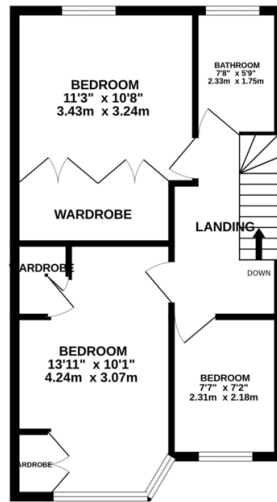 BATHROOM
7'8" x 5'9"
2.33m x 1.75m
BEDROOM
11'3" x 10'8"
3.43m x 3.24m
WARDROBE
LANDING
DOWN
ARDROBE
BEDROOM
13'11" x 10'1"
4.24m x 3.07m
BEDROOM
7'7" x 7'2"
2.31m x 2.18m
ARDROBE